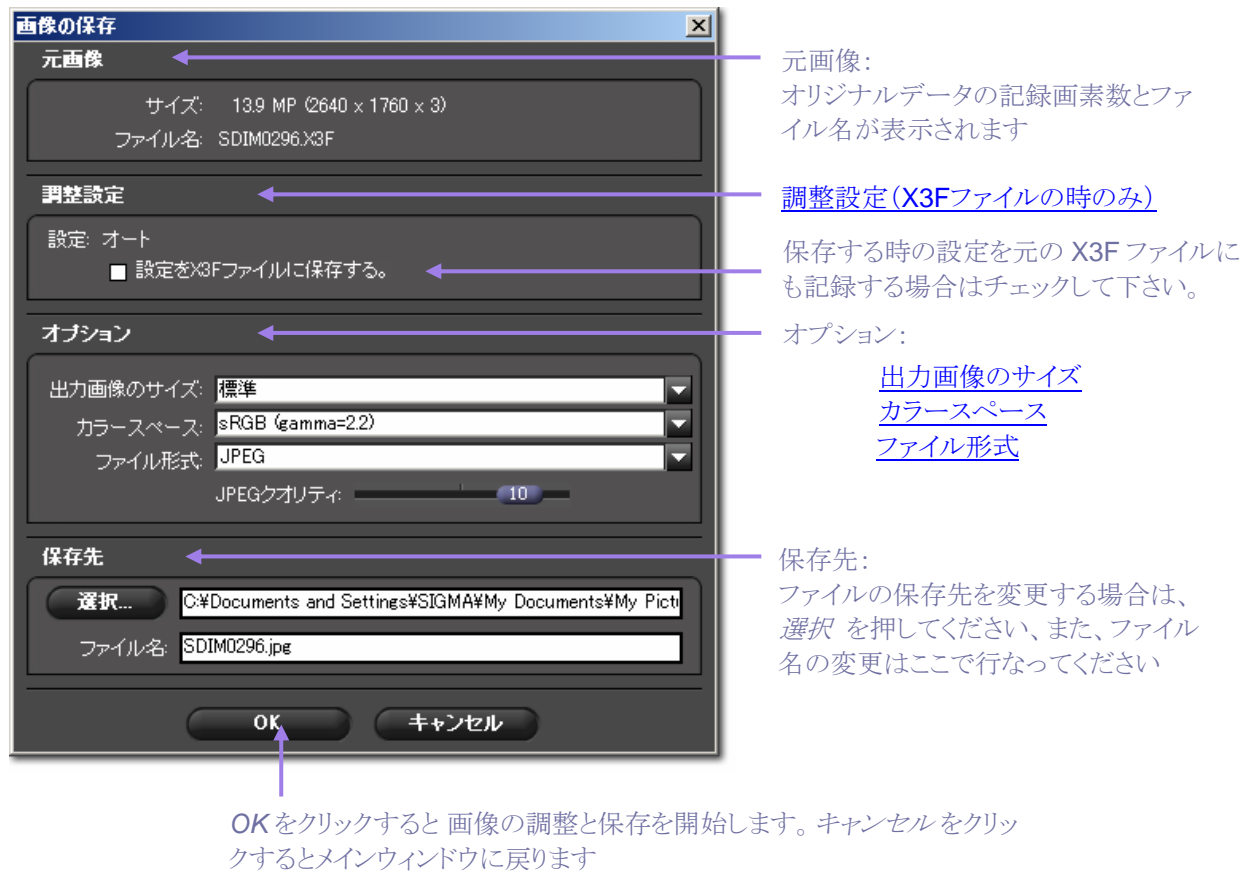 画像の保存
元画像
サイズ: 13.9 MP (2640 x 1760 x 3)
ファイル名: SDIM0296.X3F
調整設定
設定: オート
設定をX3Fファイルに保存する。
オプション
出力画像のサイズ: 標準
カラースペース: sRGB (gamma=2.2)
ファイル形式: JPEG
JPEGクオリティ: 10
保存先
選択... C:¥Documents and Settings¥SIGMA¥My Documents¥My Pict
ファイル名: SDIM0296.jpg
OK キャンセル
元画像:
オリジナルデータの記録画素数とファ
イル名が表示されます
調整設定(X3Fファイルの時のみ)
保存する時の設定を元の X3F ファイルに
も記録する場合はチェックして下さい。
オプション:
出力画像のサイズ
カラースペース
ファイル形式
保存先:
ファイルの保存先を変更する場合は、
選択 を押してください、また、ファイル
名の変更はここで行なってください
OK をクリックすると 画像の調整と保存を開始します。キャンセル をクリッ
クするとメインウィンドウに戻ります